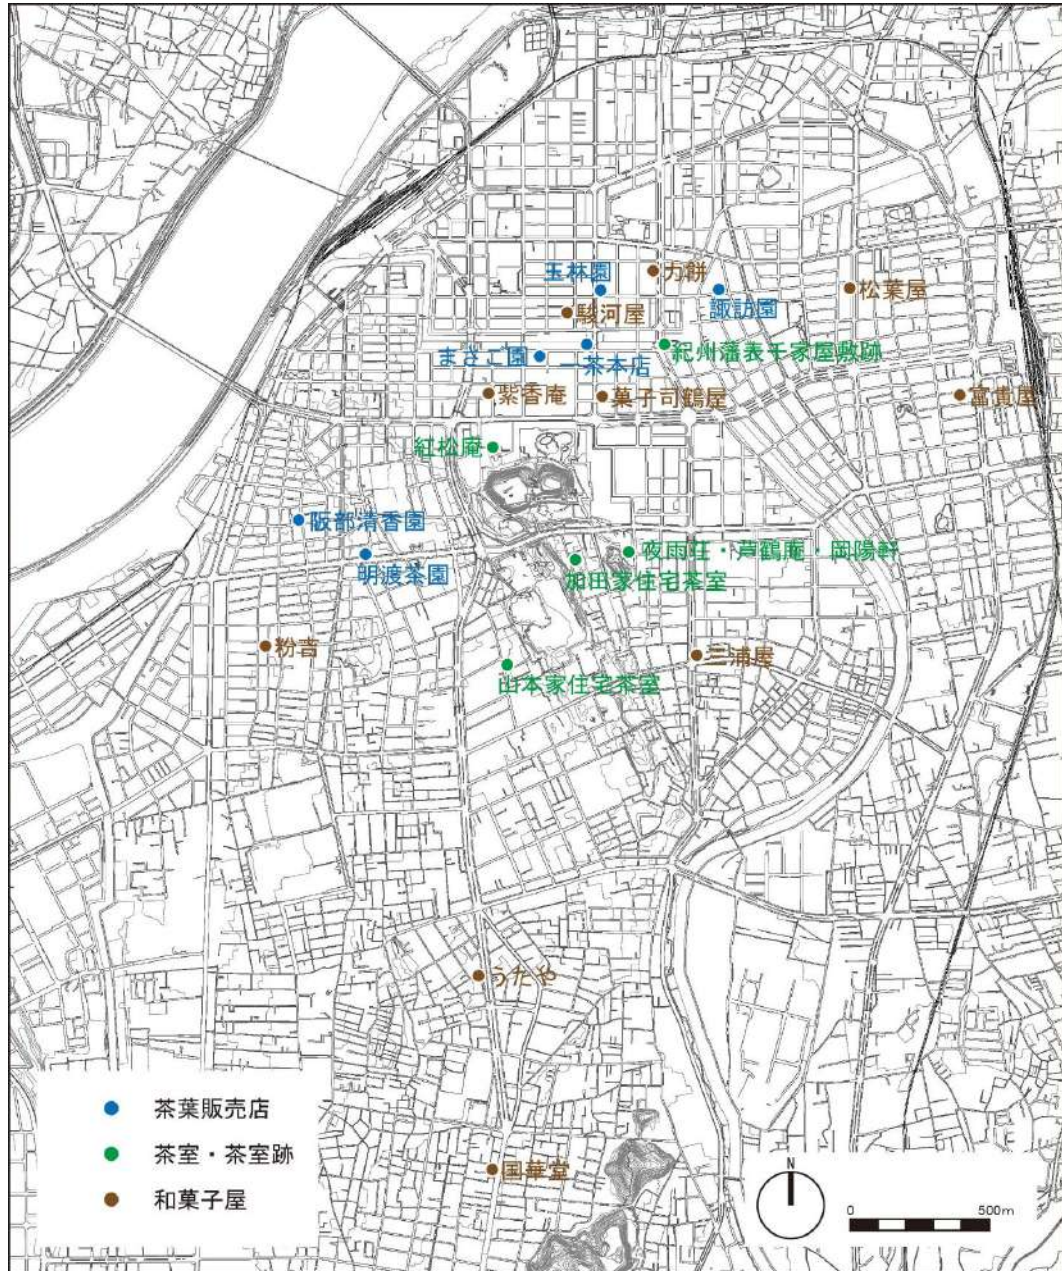 玉林園
力餅
諏訪園
松葉屋
駿河屋
まさご園
一茶本店
紀州藩表千家屋敷跡
紫香庵
菓子司鶴屋
富貴屋
紅松庵
阪部清香園
明渡茶園
夜雨荘・芦鶴庵・岡陽軒
加田家住宅茶室
粉吉
三浦屋
山本家住宅茶室
うたや
国華堂
茶葉販売店
茶室・茶室跡
和菓子屋
N
0 500m